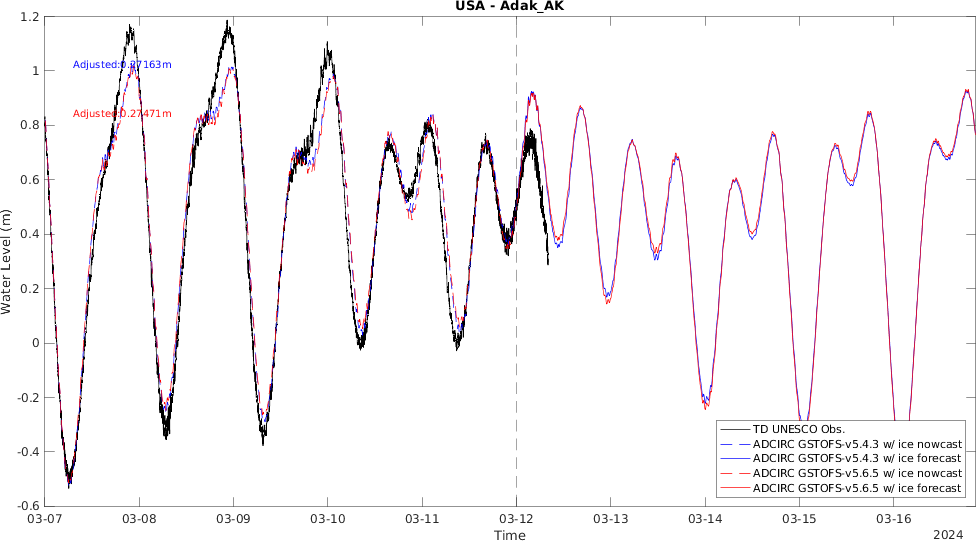 USA - Adak_AK
1.2
1
0.8
0.6
0.4
0.2
0
-0.2
-0.4
-0.6
Water Level (m)
Adjusted:0.27163m
Adjusted:0.27471m
TD UNESCO Obs.
ADCIRC GSTOFS-v5.4.3 w/ ice nowcast
ADCIRC GSTOFS-v5.4.3 w/ ice forecast
ADCIRC GSTOFS-v5.6.5 w/ ice nowcast
ADCIRC GSTOFS-v5.6.5 w/ ice forecast
03-07 03-08 03-09 03-10 03-11 03-12 03-13 03-14 03-15 03-16
Time
2024